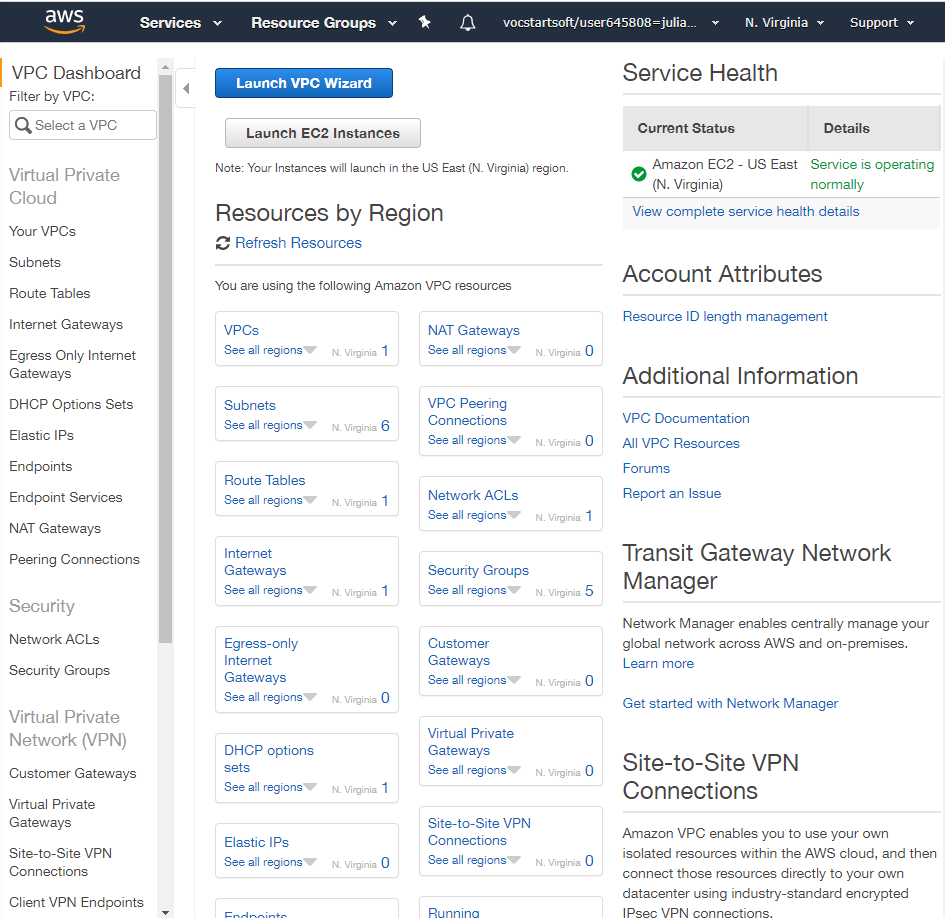 aws
Services
Resource Groups
vocstartsoft/user645808=julia...
N. Virginia
Support
VPC Dashboard
Filter by VPC:
Select a VPC
Virtual Private
Cloud
Your VPCs
Subnets
Route Tables
Internet Gateways
Egress Only Internet
Gateways
DHCP Options Sets
Elastic IPs
Endpoints
Endpoint Services
NAT Gateways
Peering Connections
Security
Network ACLs
Security Groups
Virtual Private
Network (VPN)
Customer Gateways
Virtual Private
Gateways
Site-to-Site VPN
Connections
Client VPN Endpoints
Launch VPC Wizard
Launch EC2 Instances
Note: Your Instances will launch in the US East (N. Virginia) region.
Resources by Region
Refresh Resources
You are using the following Amazon VPC resources
VPCs
See all regions N. Virginia 1
Subnets
See all regions N. Virginia 6
Route Tables
See all regions N. Virginia 1
Internet
Gateways
See all regions N. Virginia 1
Egress-only
Internet
Gateways
See all regions N. Virginia 0
DHCP options
sets
See all regions N. Virginia 1
Elastic IPs
See all regions N. Virginia 0
Endpoints
NAT Gateways
See all regions N. Virginia 0
VPC Peering
Connections
See all regions N. Virginia 0
Network ACLs
See all regions N. Virginia 1
Security Groups
See all regions N. Virginia 5
Customer
Gateways
See all regions N. Virginia 0
Virtual Private
Gateways
See all regions N. Virginia 0
Site-to-Site VPN
Connections
See all regions N. Virginia 0
Running
Service Health
Current Status
Details
Amazon EC2 - US East
(N. Virginia)
Service is operating
normally
View complete service health details
Account Attributes
Resource ID length management
Additional Information
VPC Documentation
All VPC Resources
Forums
Report an Issue
Transit Gateway Network
Manager
Network Manager enables centrally manage your
global network across AWS and on-premises.
Learn more
Get started with Network Manager
Site-to-Site VPN
Connections
Amazon VPC enables you to use your own
isolated resources within the AWS cloud, and then
connect those resources directly to your own
datacenter using industry-standard encrypted
IPsec VPN connections.